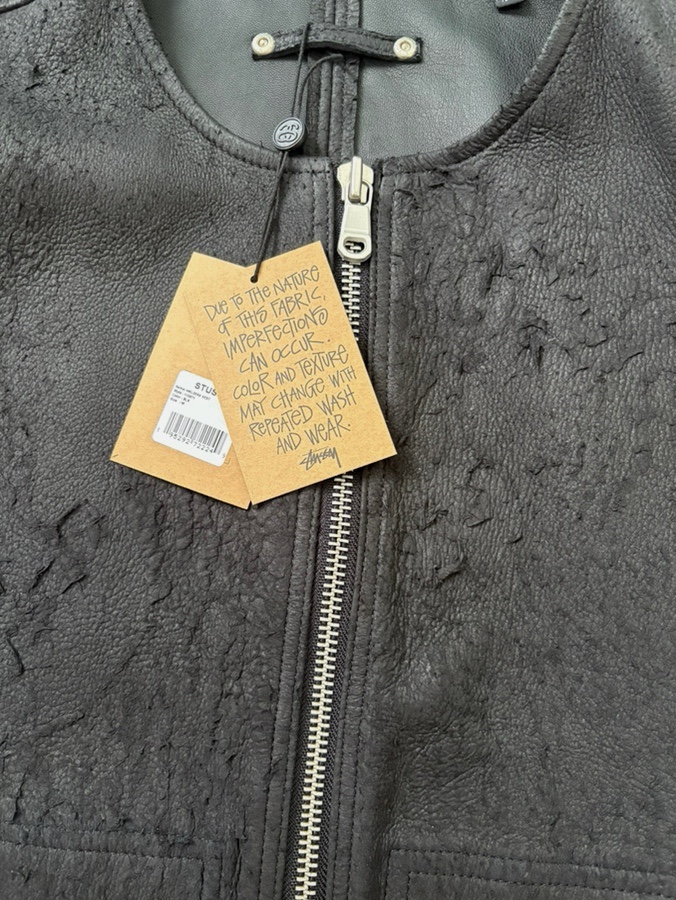 DUE TO THE NATURE
OF THIS FABRIC,
IMPERFECTIONS
CAN OCCUR.
COLOR AND TEXTURE
MAY CHANGE WITH
REPEATED WASH
AND WEAR.
STÜSSY
STUS